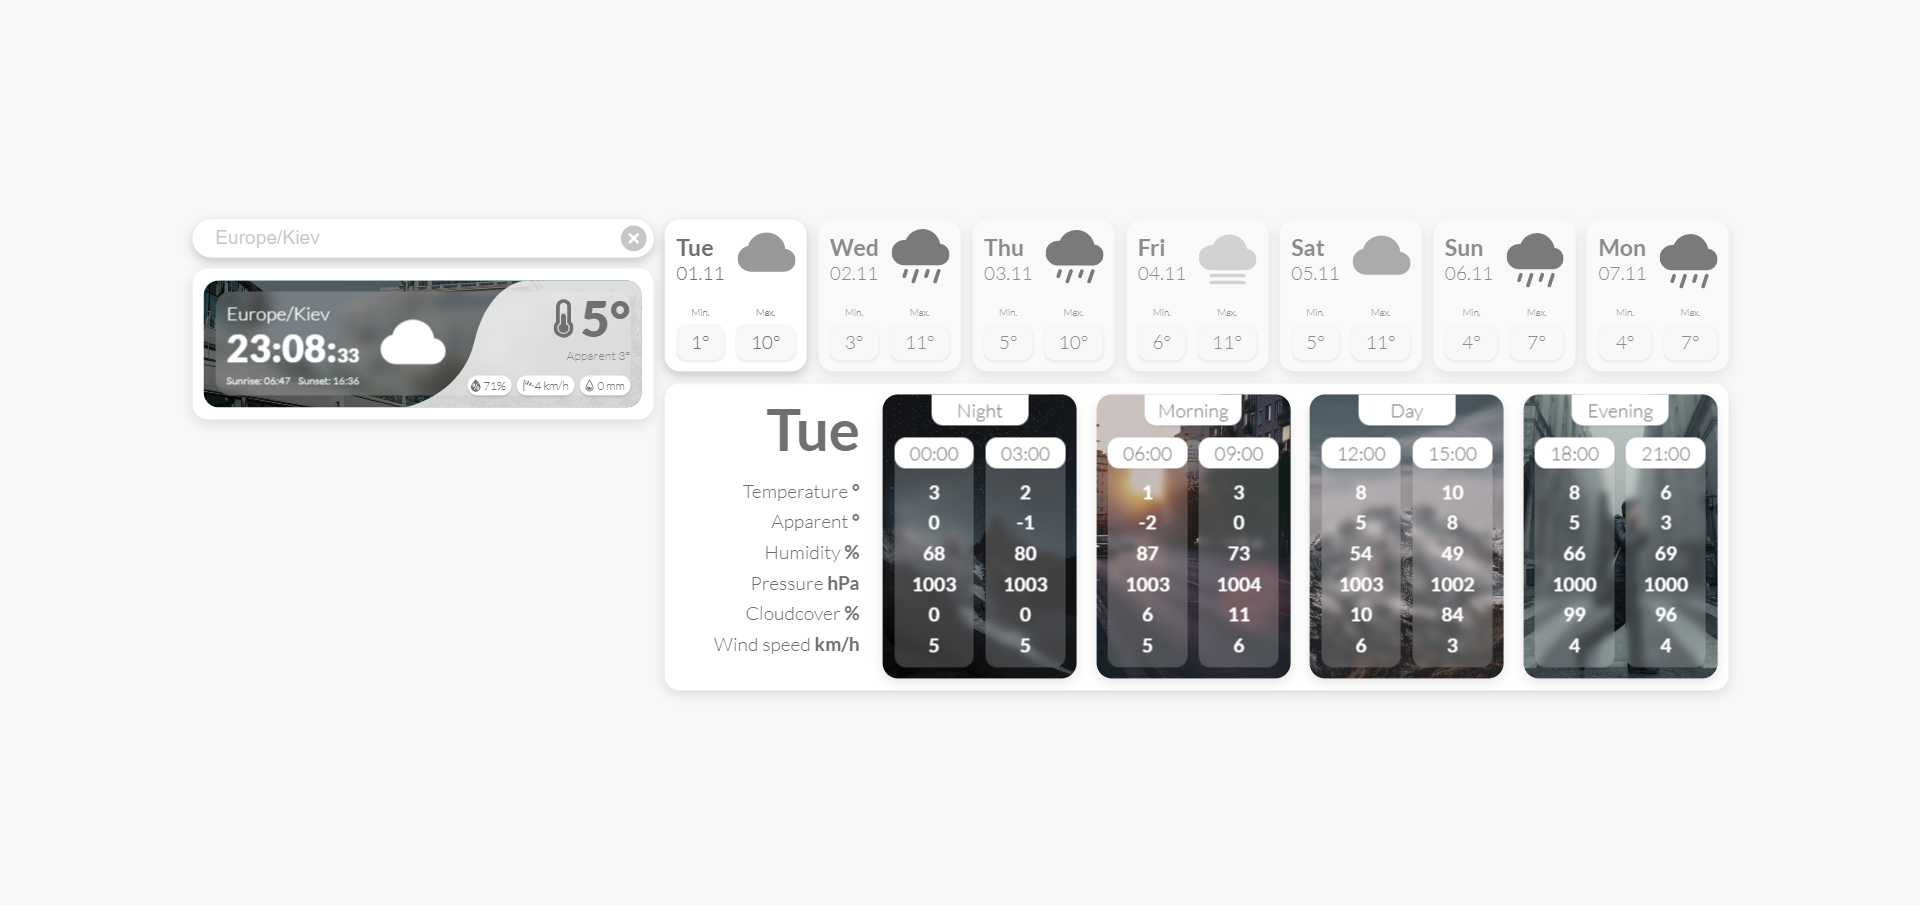 Europe/Kiev
Europe/Kiev
23:08:33
Sunrise: 06:47 Sunset: 16:36
5°
Apparent 3°
71% 4 km/h 0 mm
Tue
01.11
Min. Max.
1° 10°
Wed
02.11
Min. Max.
3° 11°
Thu
03.11
Min. Max.
5° 10°
Fri
04.11
Min. Max.
6° 11°
Sat
05.11
Min. Max.
5° 11°
Sun
06.11
Min. Max.
4° 7°
Mon
07.11
Min. Max.
4° 7°
Tue
Night Morning Day Evening
00:00 03:00 06:00 09:00 12:00 15:00 18:00 21:00
Temperature ° 3 2 1 3 8 10 8 6
Apparent ° 0 -1 -2 0 5 8 5 3
Humidity % 68 80 87 73 54 49 66 69
Pressure hPa 1003 1003 1003 1004 1003 1002 1000 1000
Cloudcover % 0 0 6 11 10 84 99 96
Wind speed km/h 5 5 5 6 6 3 4 4